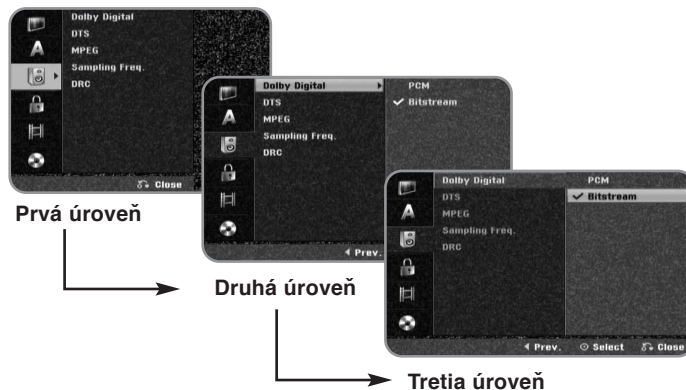 Dolby Digital
DTS
MPEG
Sampling Freq.
DRC
Close
Prvá úroveň
Dolby Digital
DTS
MPEG
Sampling Freq.
DRC
PCM
Bitstream
Prev.
Druhá úroveň
Dolby Digital
DTS
MPEG
Sampling Freq.
DRC
PCM
Bitstream
Prev. Select Close
Tretia úroveň